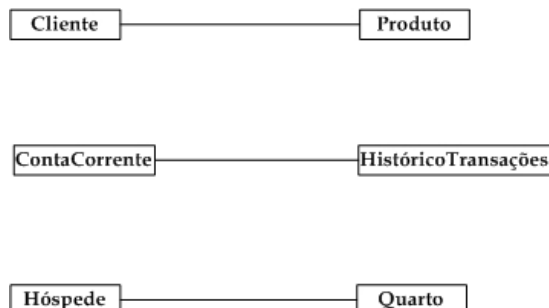 Cliente Produto
ContaCorrente HistóricoTransações
Hóspede Quarto